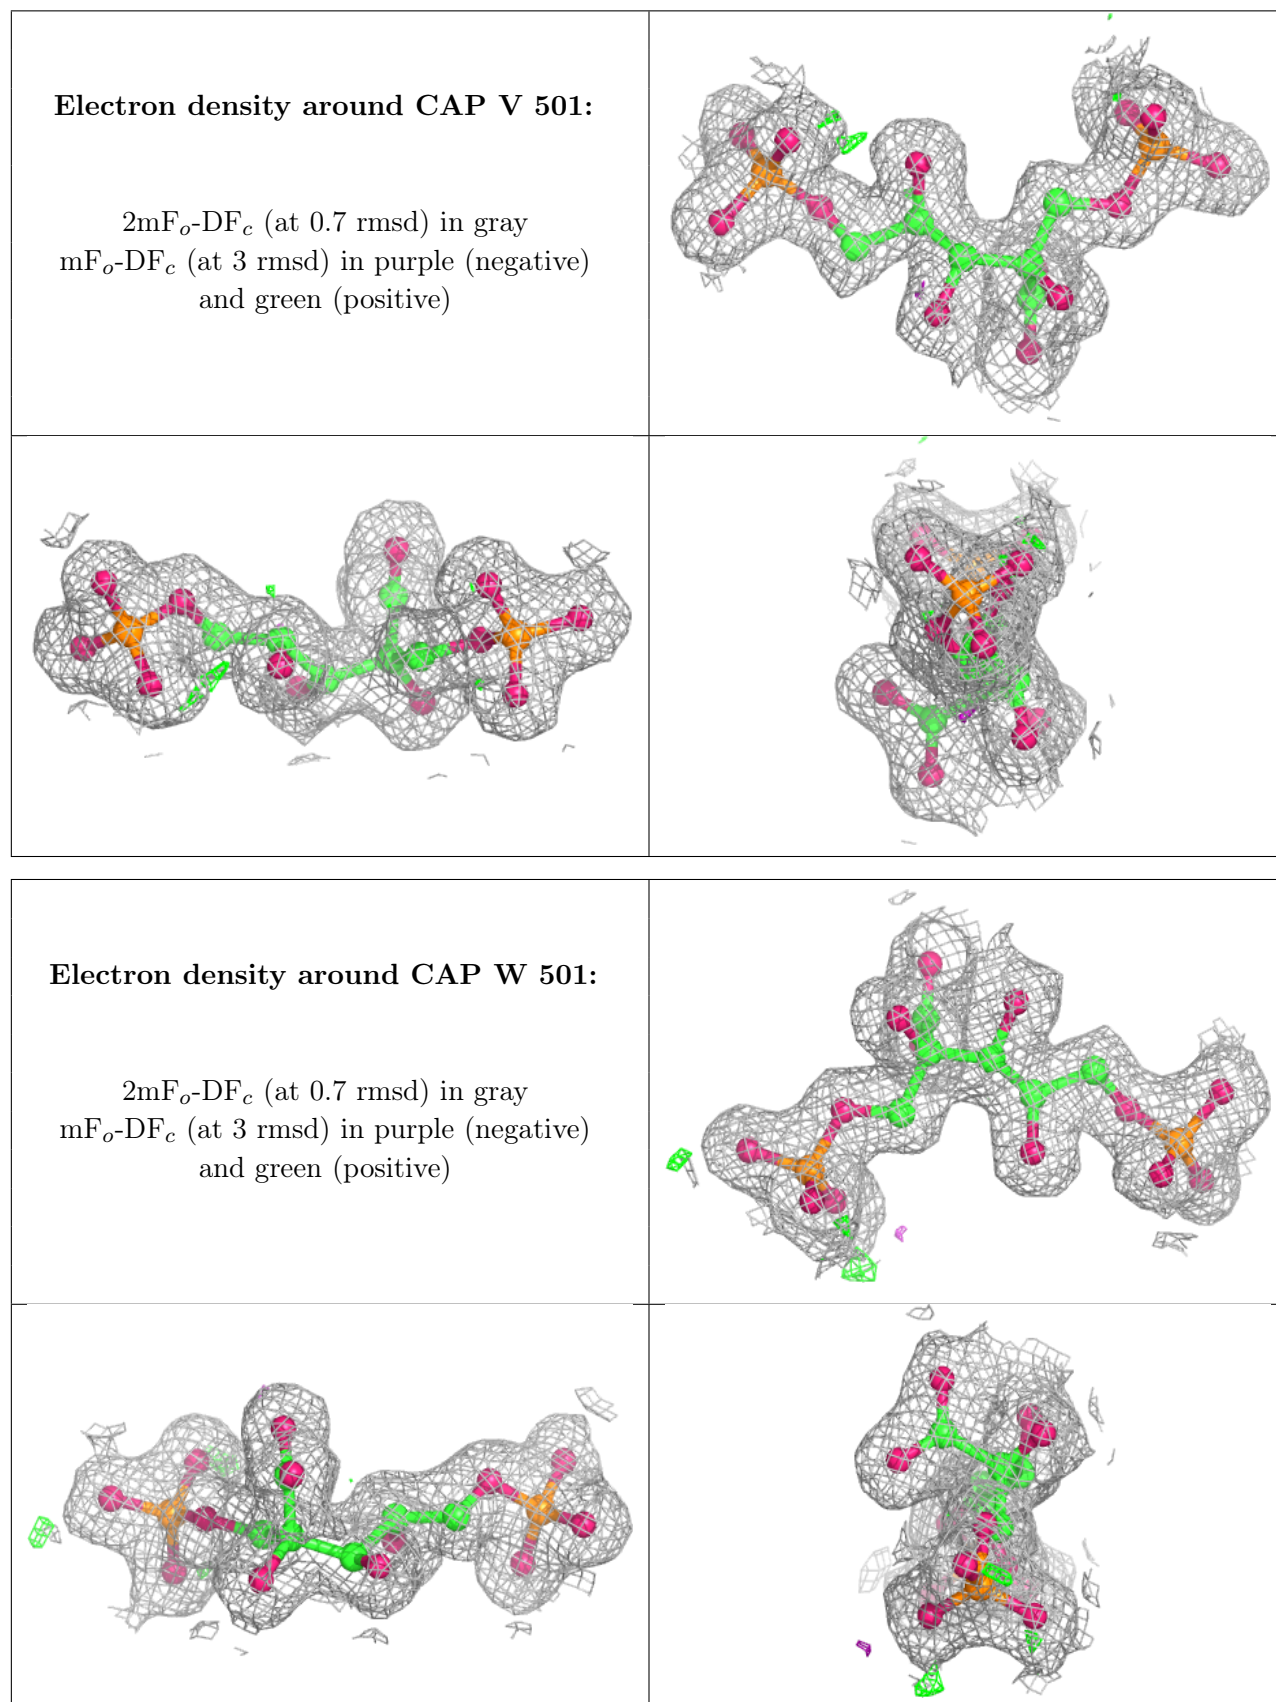 Electron density around CAP V 501:
2mFo-DFc (at 0.7 rmsd) in gray
mFo-DFc (at 3 rmsd) in purple (negative)
and green (positive)
Electron density around CAP W 501:
2mFo-DFc (at 0.7 rmsd) in gray
mFo-DFc (at 3 rmsd) in purple (negative)
and green (positive)